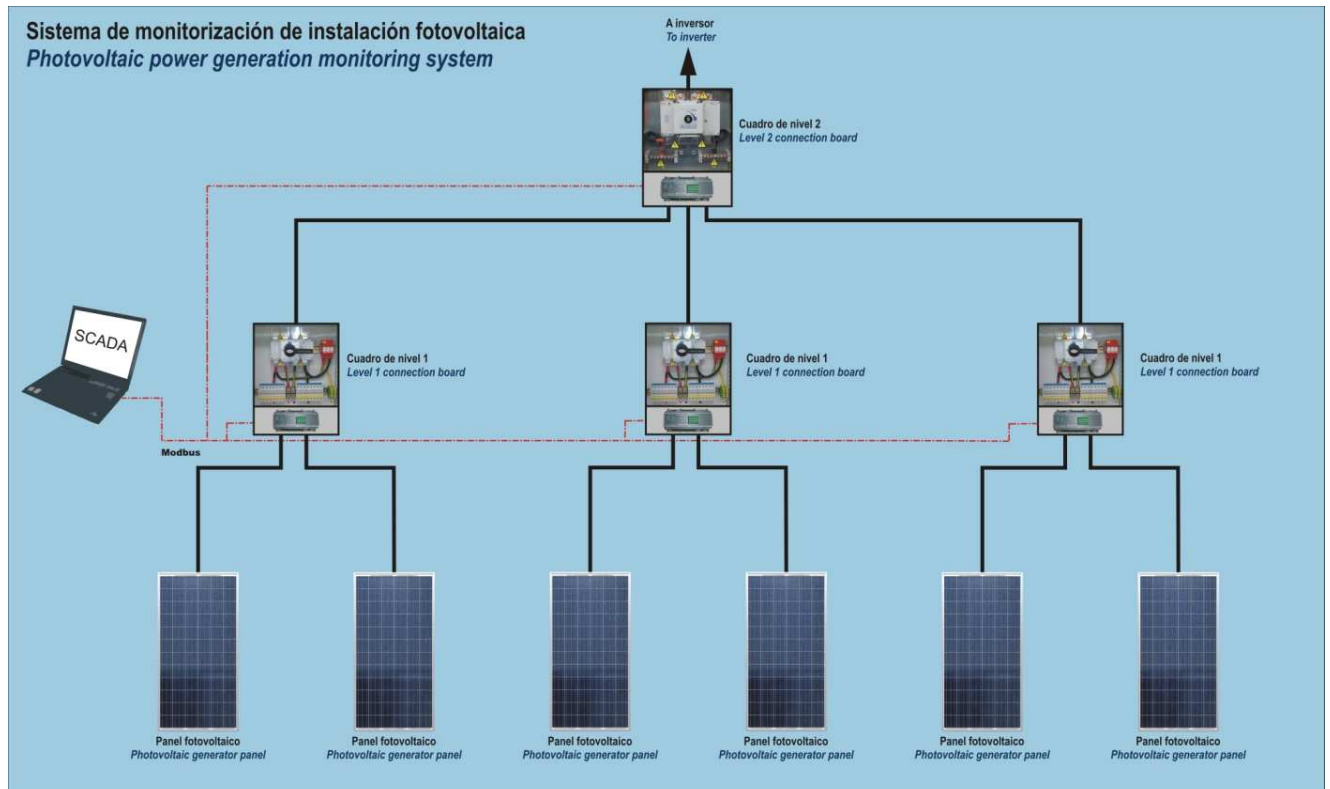 Sistema de monitorización de instalación fotovoltaica
Photovoltaic power generation monitoring system
A inversor
To inverter
Cuadro de nivel 2
Level 2 connection board
SCADA
Cuadro de nivel 1
Level 1 connection board
Cuadro de nivel 1
Level 1 connection board
Cuadro de nivel 1
Level 1 connection board
Modbus
Panel fotovoltaico
Photovoltaic generator panel
Panel fotovoltaico
Photovoltaic generator panel
Panel fotovoltaico
Photovoltaic generator panel
Panel fotovoltaico
Photovoltaic generator panel
Panel fotovoltaico
Photovoltaic generator panel
Panel fotovoltaico
Photovoltaic generator panel